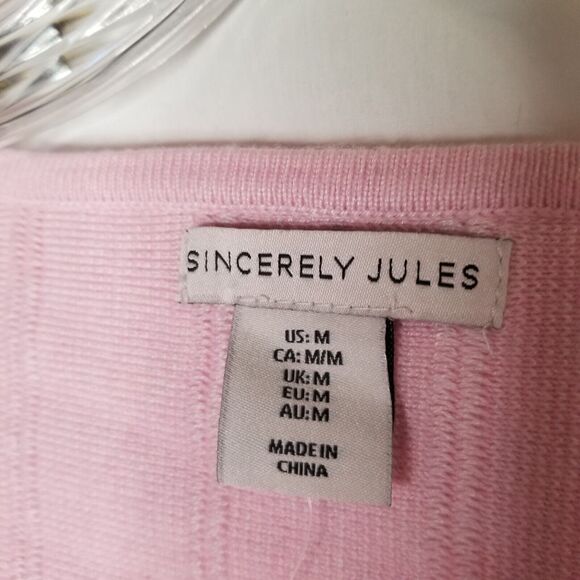 SINCERELY JULES
US: M
CA: M/M
UK: M
EU: M
AU: M
MADE IN
CHINA